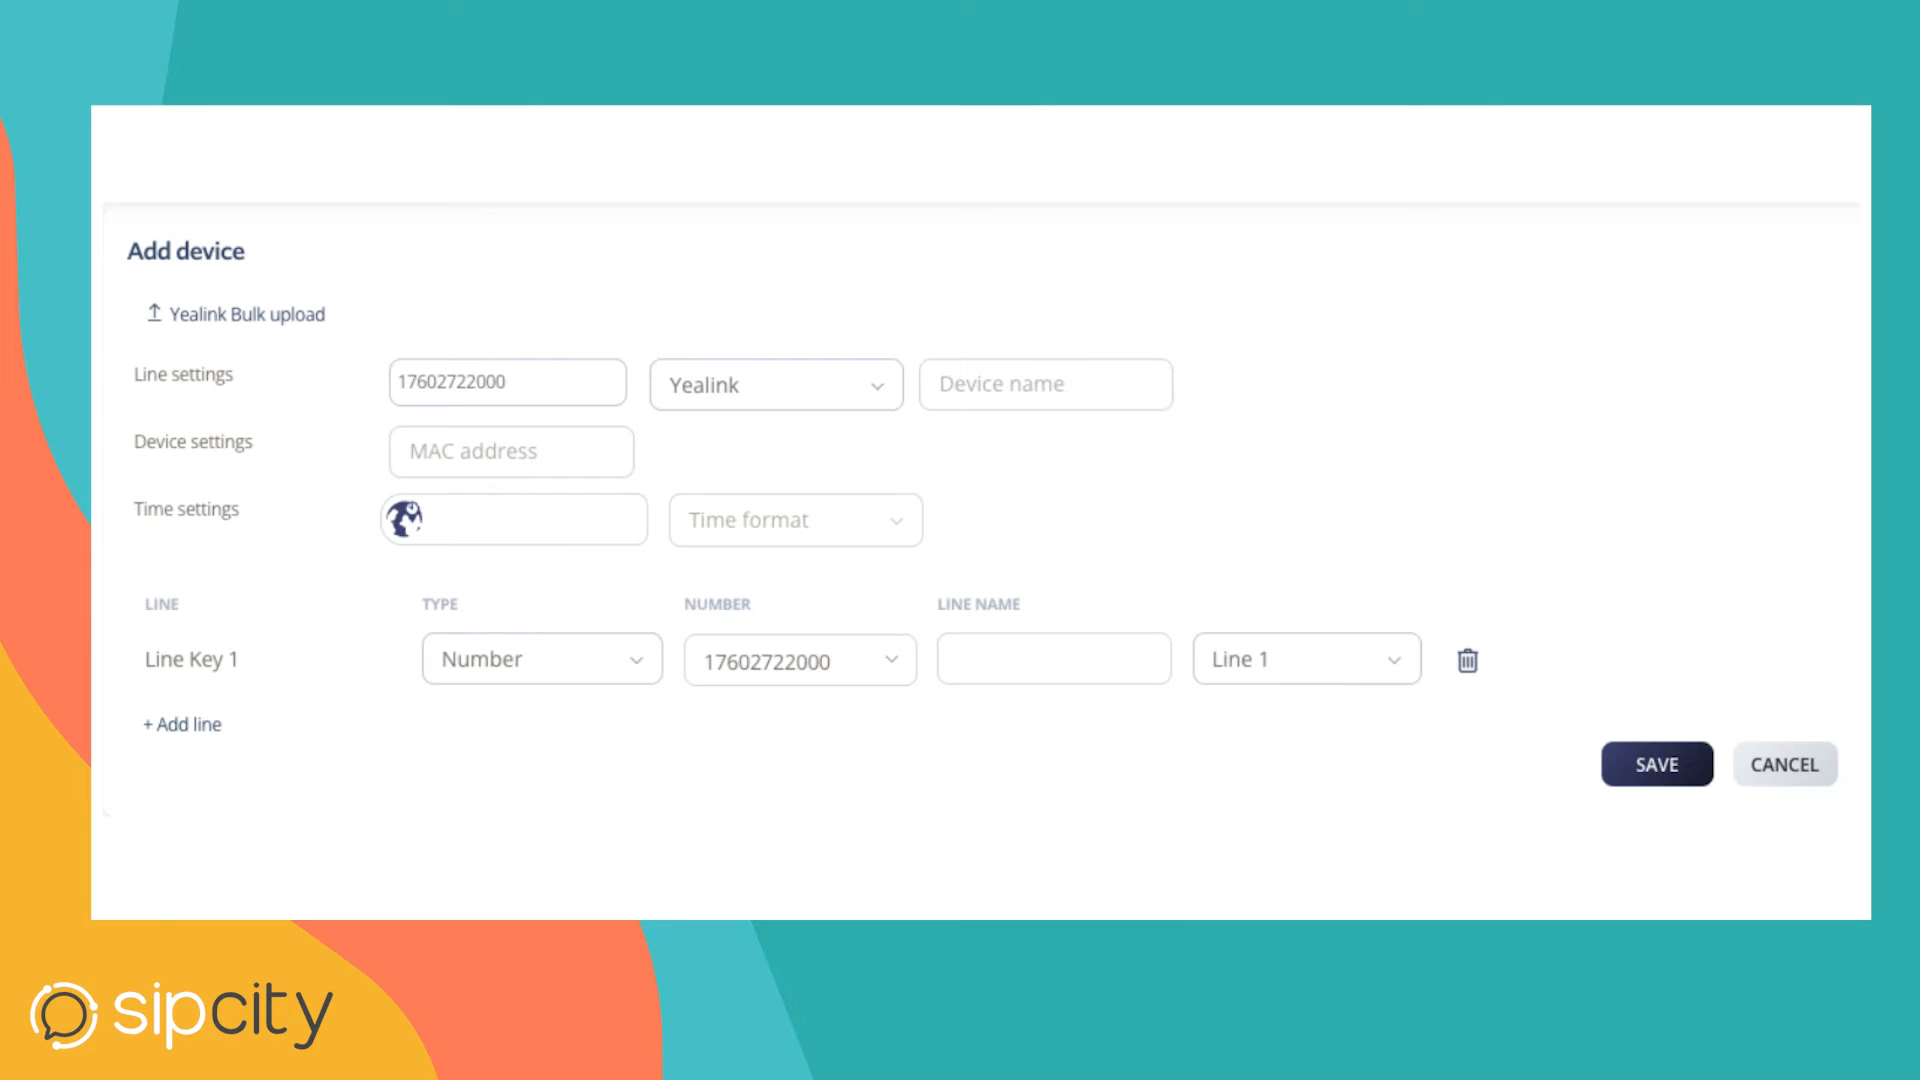 Add device
Yealink Bulk upload
Line settings
17602722000
Yealink
Device name
Device settings
MAC address
Time settings
Time format
LINE
TYPE
NUMBER
LINE NAME
Line Key 1
Number
17602722000
Line 1
+ Add line
SAVE
CANCEL
sipcity